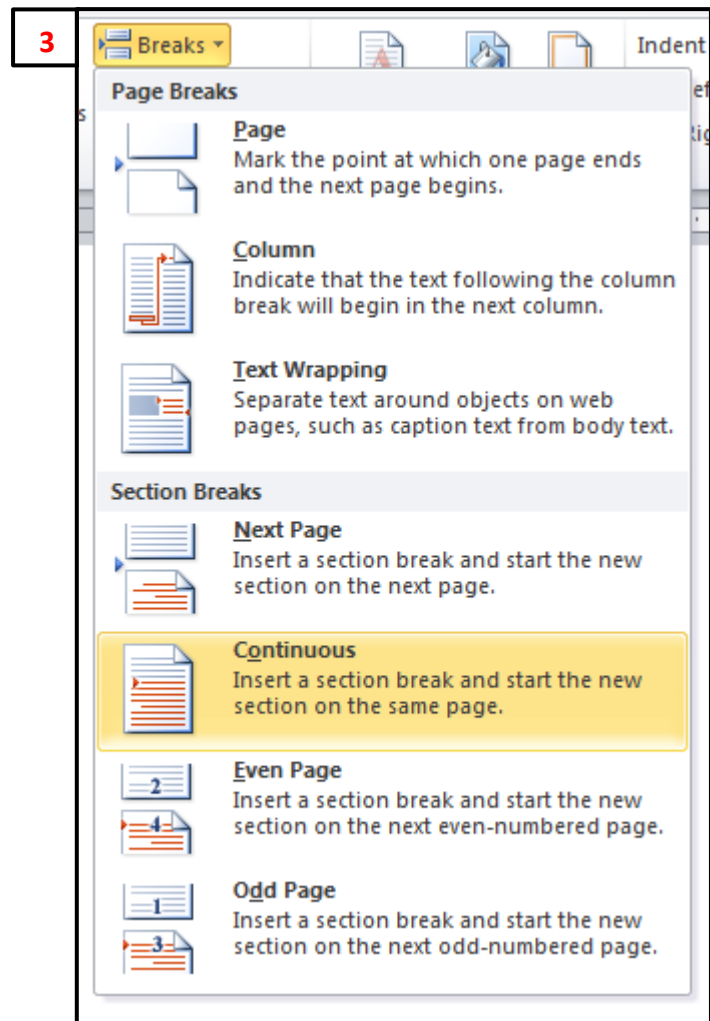 3
Breaks
Indent
Page Breaks
Page
Mark the point at which one page ends
and the next page begins.
Column
Indicate that the text following the column
break will begin in the next column.
Text Wrapping
Separate text around objects on web
pages, such as caption text from body text.
Section Breaks
Next Page
Insert a section break and start the new
section on the next page.
Continuous
Insert a section break and start the new
section on the same page.
2
Even Page
Insert a section break and start the new
4
section on the next even-numbered page.
1
Odd Page
Insert a section break and start the new
3
section on the next odd-numbered page.